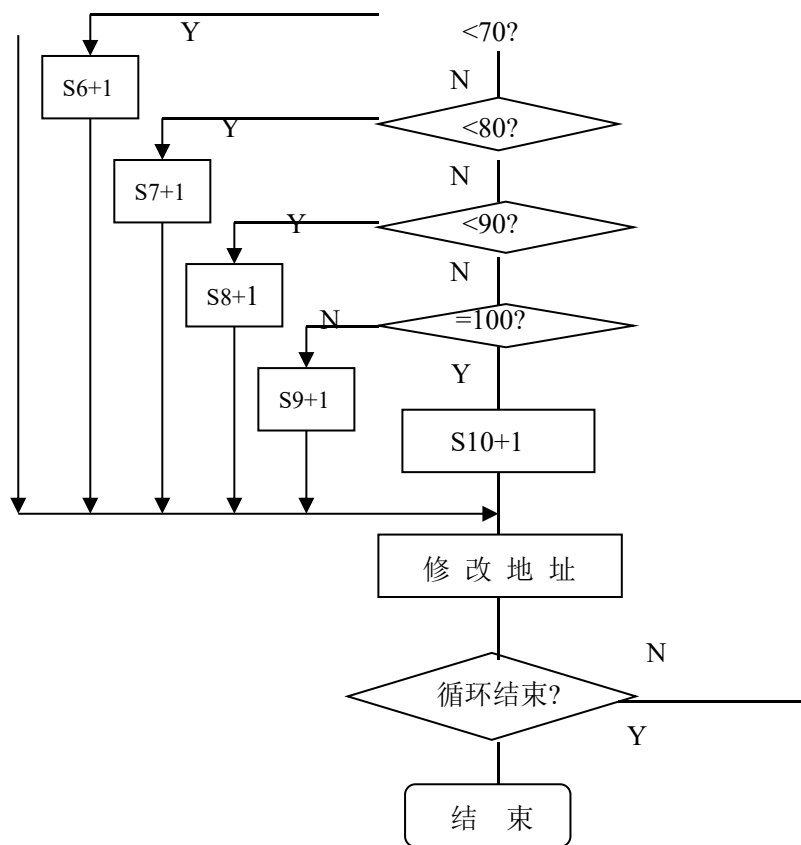 Y
<70?
S6+1
N
Y
<80?
S7+1
N
Y
<90?
S8+1
N
N
=100?
S9+1
Y
S10+1
修 改 地 址
N
循环结束?
Y
结 束